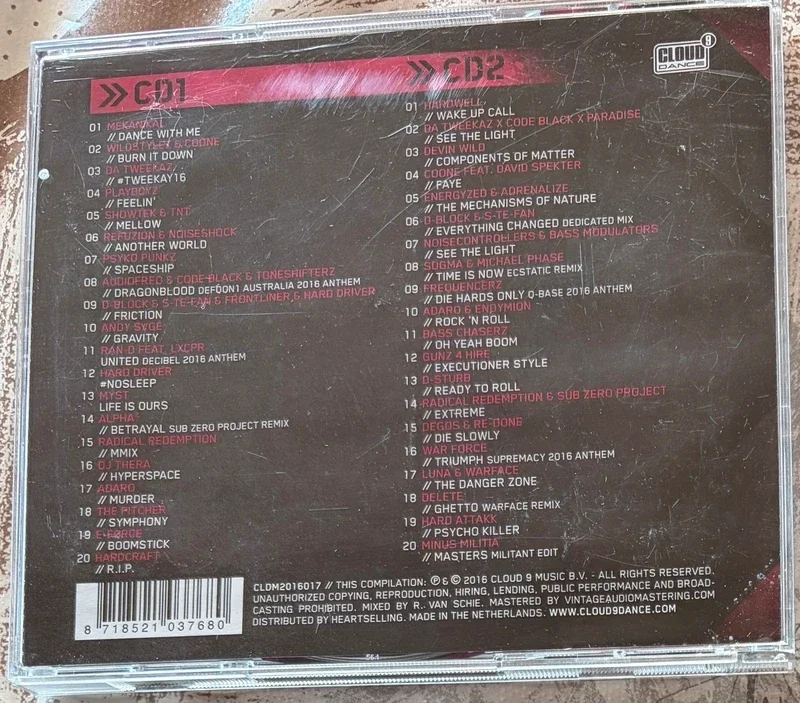 CLOUD 9
DANCE
CD1
01 MEKANIKAL
// DANCE WITH ME
02 WILDSTYLEZ & COONE
// BURN IT DOWN
03 DA TWEEKAZ
// #TWEEKAY16
04 PLAYBOYZ
// FEELIN'
05 SHOWTEK & TNT
// MELLOW
06 REFUZION & NOISESHOCK
// ANOTHER WORLD
07 PSYKO PUNKZ
// SPACESHIP
08 ADDIDERED & CODE BLACK & TONESHIFTERZ
// DRAGONBLOOD DEFQON1 AUSTRALIA 2016 ANTHEM
09 D-BLOCK & S-TE-FAN & FRONTLINER & HARD DRIVER
// FRICTION
10 ANDY SVGE
// GRAVITY
11 RAN-D FEAT. LXCPR
UNITED DECIBEL 2016 ANTHEM
12 HARD DRIVER
#NOSLEEP
13 MYST
LIFE IS OURS
14 ALPHA²
// BETRAYAL SUB ZERO PROJECT REMIX
15 RADICAL REDEMPTION
// MMIX
16 DJ THERA
// HYPERSPACE
17 ADARO
// MURDER
18 THE PITCHER
// SYMPHONY
19 E-FORCE
// BOOMSTICK
20 HARDCRAFT
// R.I.P.
CD2
01 HARDWELL
// WAKE UP CALL
02 DA TWEEKAZ X CODE BLACK X PARADISE
// SEE THE LIGHT
03 DEVIN WILD
// COMPONENTS OF MATTER
04 COONE FEAT. DAVID SPEKTER
// FAYE
05 ENERGYZED & ADRENALIZE
// THE MECHANISMS OF NATURE
06 D-BLOCK & S-TE-FAN
// EVERYTHING CHANGED DEDICATED MIX
07 NOISECONTROLLERS & BASS MODULATORS
// SEE THE LIGHT
08 SOGMA & MICHAEL PHASE
// TIME IS NOW ECSTATIC REMIX
09 FREQUENCERZ
// DIE HARDS ONLY Q-BASE 2016 ANTHEM
10 ADARO & ENDYMION
// ROCK 'N ROLL
11 BASS CHASERZ
// OH YEAH BOOM
12 GUNZ 4 HIRE
// EXECUTIONER STYLE
13 D-STURB
// READY TO ROLL
14 RADICAL REDEMPTION & SUB ZERO PROJECT
// EXTREME
15 DEGOS & RE-DONE
// DIE SLOWLY
16 WAR FORCE
// TRIUMPH SUPREMACY 2016 ANTHEM
17 LUNA & WARFACE
// THE DANGER ZONE
18 DELETE
// GHETTO WARFACE REMIX
19 HARD ATTAKK
// PSYCHO KILLER
20 MINUS MILITIA
// MASTERS MILITANT EDIT
8 718521 037680
CLDM2016017 // THIS COMPILATION: ℗ & © 2016 CLOUD 9 MUSIC B.V. - ALL RIGHTS RESERVED.
UNAUTHORIZED COPYING, REPRODUCTION, HIRING, LENDING, PUBLIC PERFORMANCE AND BROAD-
CASTING PROHIBITED. MIXED BY R. VAN SCHIE. MASTERED BY VINTAGEAUDIOMASTERING.COM
DISTRIBUTED BY HEARTSELLING. MADE IN THE NETHERLANDS. WWW.CLOUD9DANCE.COM
564